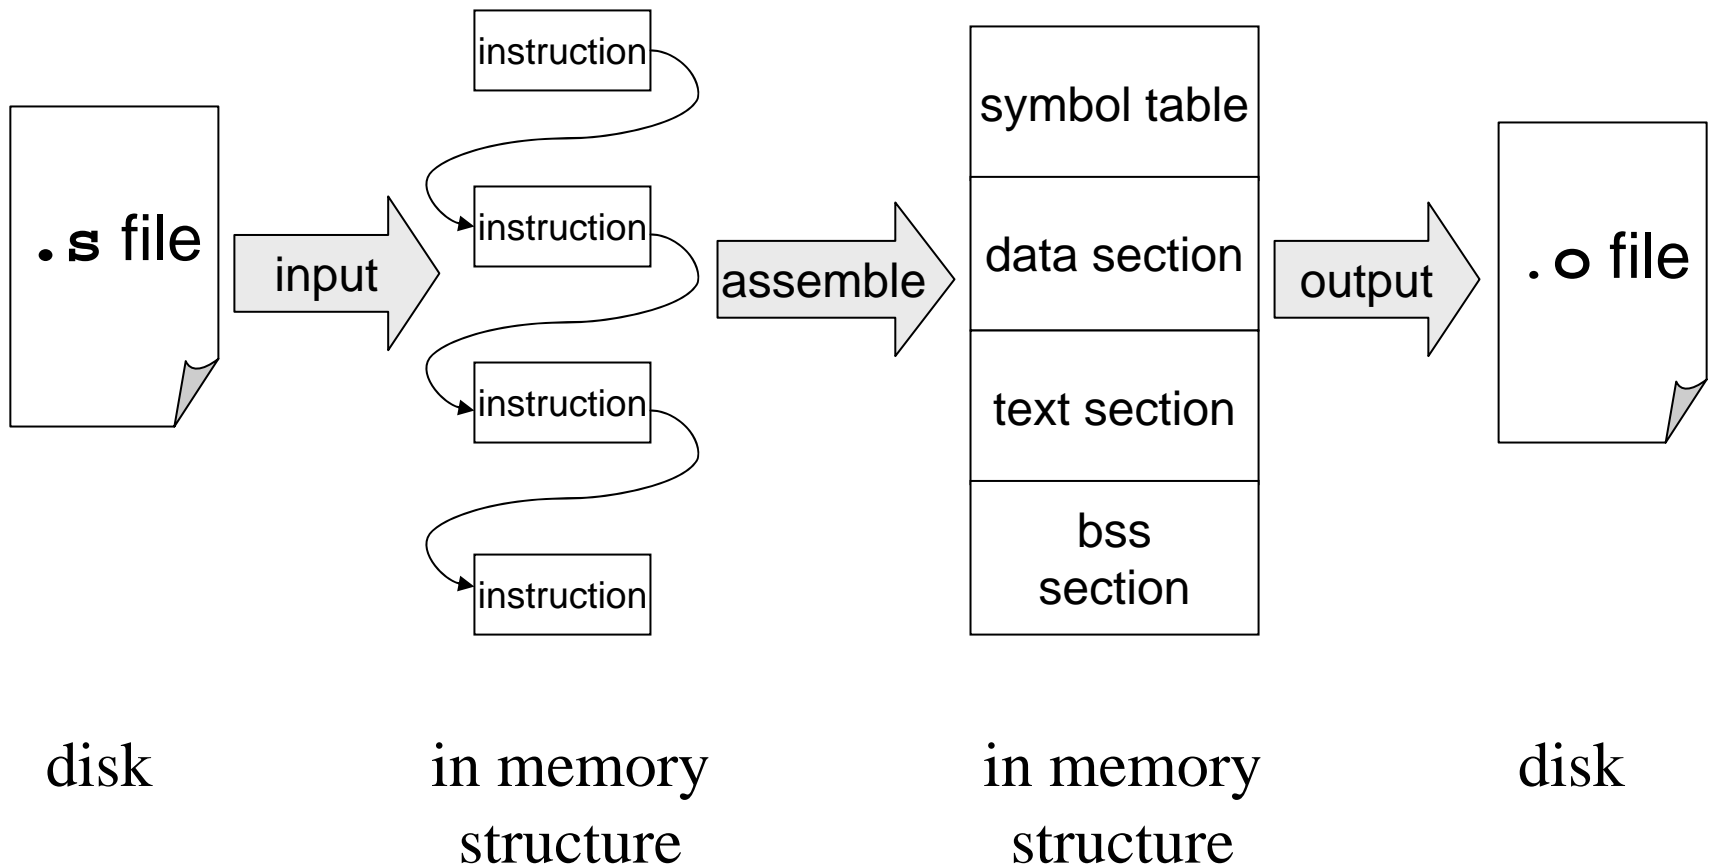 .s file
input
instruction
instruction
instruction
instruction
assemble
symbol table
data section
text section
bss
section
output
.o file
disk
in memory
structure
in memory
structure
disk